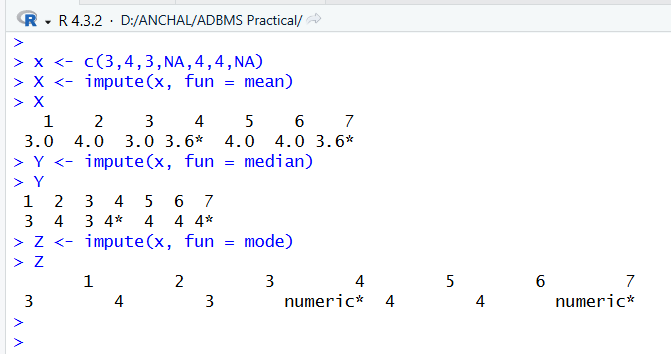 R R 4.3.2 · D:/ANCHAL/ADBMS Practical/
>
> x <- c(3,4,3,NA,4,4,NA)
> X <- impute(x, fun = mean)
> X
1 2 3 4 5 6 7
3.0 4.0 3.0 3.6* 4.0 4.0 3.6*
> Y <- impute(x, fun = median)
> Y
1 2 3 4 5 6 7
3 4 3 4* 4 4 4*
> Z <- impute(x, fun = mode)
> Z
1 2 3 4 5 6 7
3 4 3 numeric* 4 4 numeric*
>
>